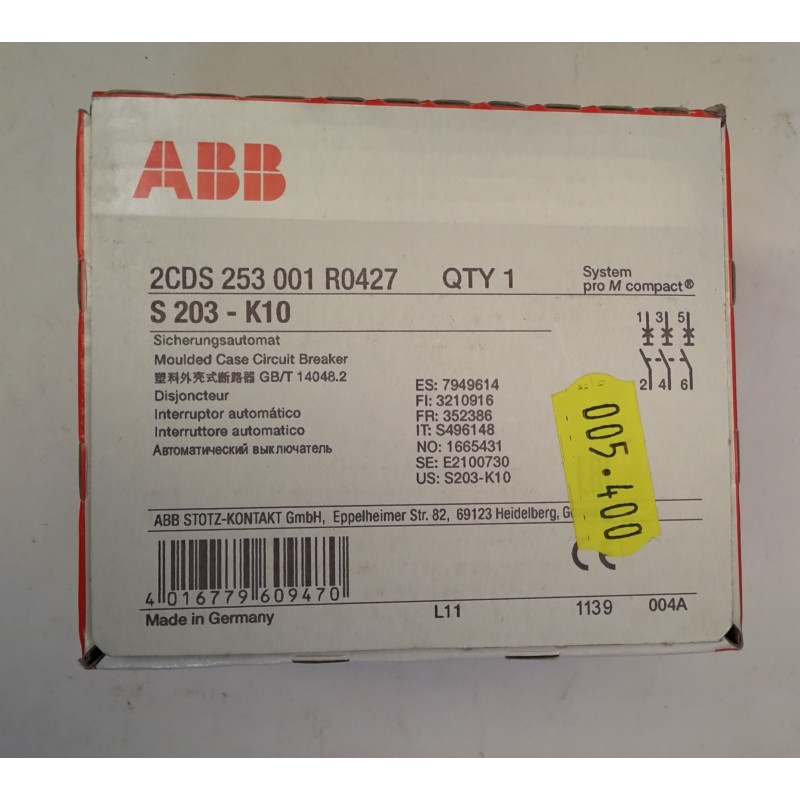 ABB
2CDS 253 001 R0427 QTY 1
System
pro M compact®
S 203 - K10
Sicherungsautomat
Moulded Case Circuit Breaker
塑料外壳式断路器 GB/T 14048.2
Disjoncteur
Interruptor automático
Interruttore automatico
Автоматический выключатель
1 3 5
2 4 6
ES: 7949614
FI: 3210916
FR: 352386
IT: S496148
NO: 1665431
SE: E2100730
US: S203-K10
005.400
ABB STOTZ-KONTAKT GmbH, Eppelheimer Str. 82, 69123 Heidelberg,
4 016779 609470
Made in Germany
L11 1139 004A